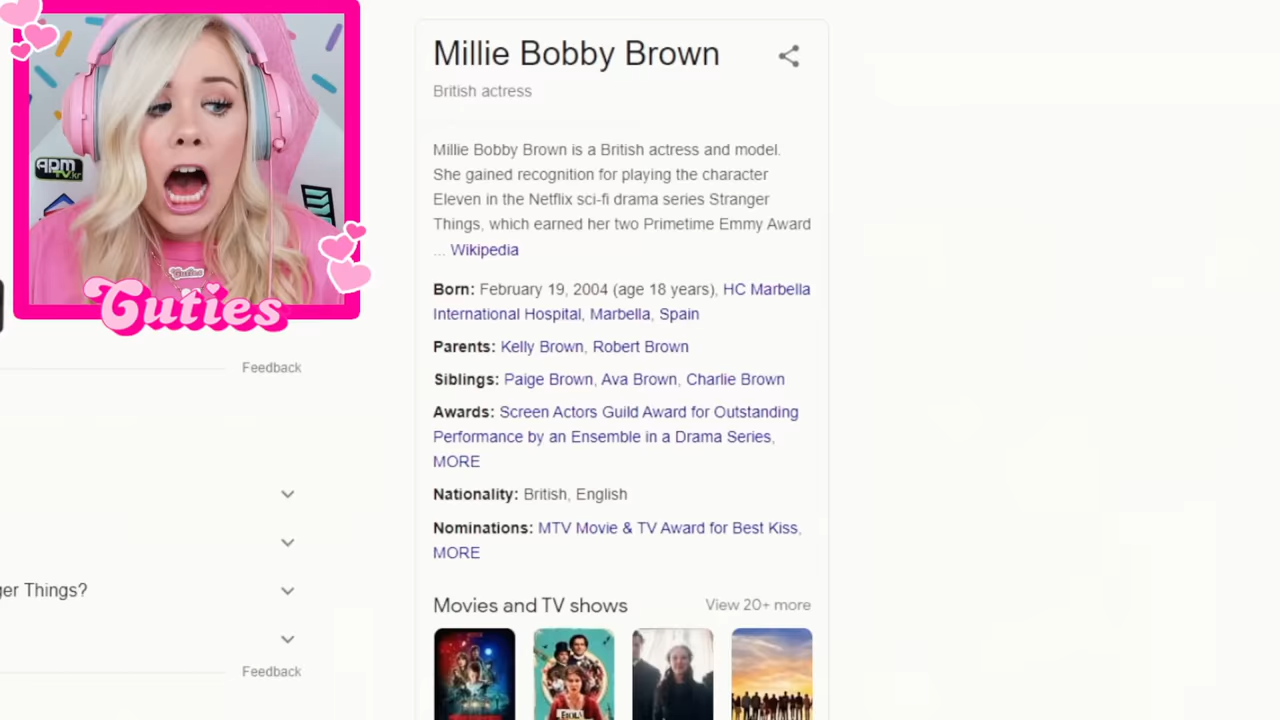 Millie Bobby Brown
British actress
Millie Bobby Brown is a British actress and model.
She gained recognition for playing the character
Eleven in the Netflix sci-fi drama series Stranger
Things, which earned her two Primetime Emmy Award
... Wikipedia
Born: February 19, 2004 (age 18 years), HC Marbella
International Hospital, Marbella, Spain
Parents: Kelly Brown, Robert Brown
Siblings: Paige Brown, Ava Brown, Charlie Brown
Awards: Screen Actors Guild Award for Outstanding
Performance by an Ensemble in a Drama Series,
MORE
Nationality: British, English
Nominations: MTV Movie & TV Award for Best Kiss,
MORE
Movies and TV shows
View 20+ more
Cuties
Cuties
Feedback
ger Things?
Feedback